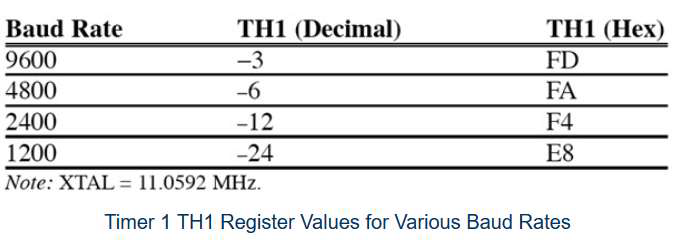 Baud Rate TH1 (Decimal) TH1 (Hex)
9600 –3 FD
4800 –6 FA
2400 –12 F4
1200 –24 E8
Note: XTAL = 11.0592 MHz.
Timer 1 TH1 Register Values for Various Baud Rates